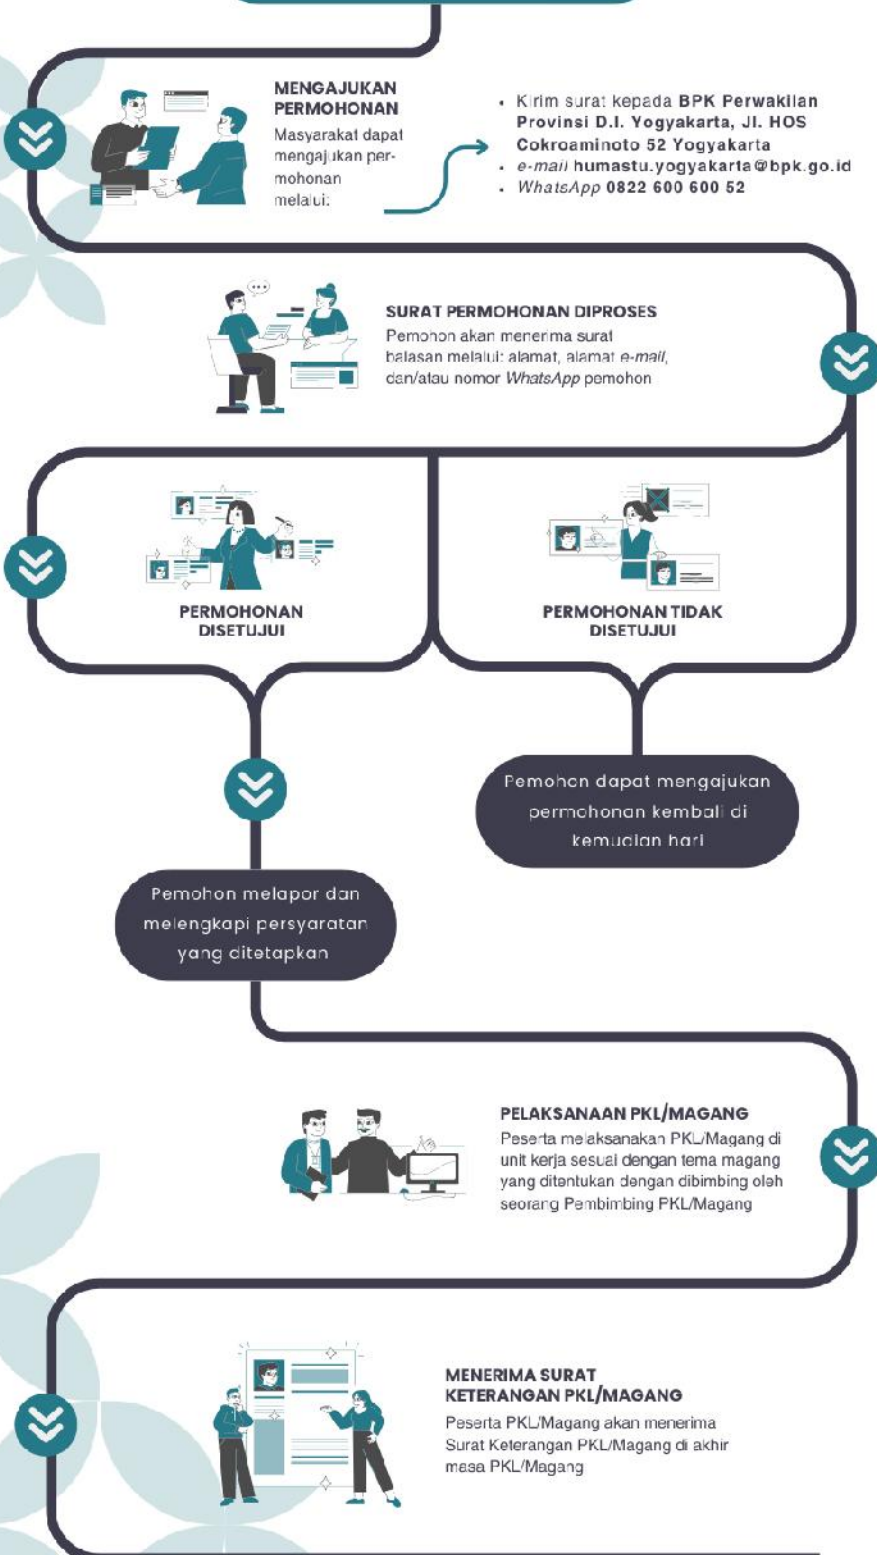 MENGAJUKAN
PERMOHONAN
Masyarakat dapat
mengajukan per-
mohonan
melalui:
• Kirim surat kepada BPK Perwakilan
Provinsi D.I. Yogyakarta, Jl. HOS
Cokroaminoto 52 Yogyakarta
• e-mail humastu.yogyakarta@bpk.go.id
• WhatsApp 0822 600 600 52
SURAT PERMOHONAN DIPROSES
Pemohon akan menerima surat
balasan melalui: alamat, alamat e-mail,
dan/atau nomor WhatsApp pemohon
PERMOHONAN
DISETUJUI
PERMOHONAN TIDAK
DISETUJUI
Pemohon dapat mengajukan
permohonan kembali di
kemudian hari
Pemohon melapor dan
melengkapi persyaratan
yang ditetapkan
PELAKSANAAN PKL/MAGANG
Peserta melaksanakan PKL/Magang di
unit kerja sesuai dengan tema magang
yang ditentukan dengan dibimbing oleh
seorang Pembimbing PKL/Magang
MENERIMA SURAT
KETERANGAN PKL/MAGANG
Peserta PKL/Magang akan menerima
Surat Keterangan PKL/Magang di akhir
masa PKL/Magang